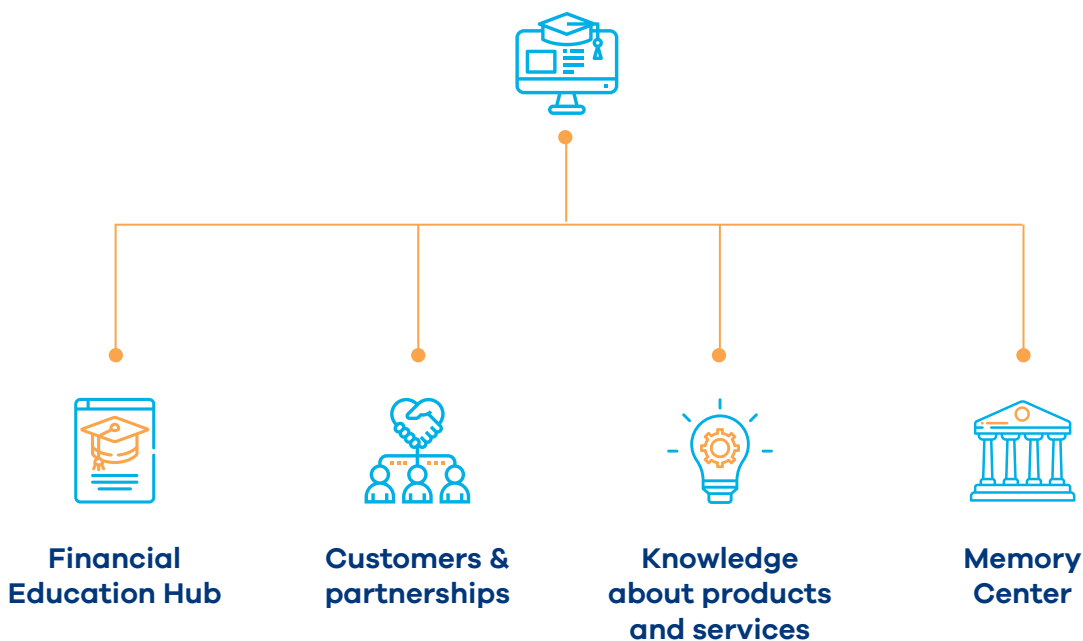 Financial
Education Hub
Customers &
partnerships
Knowledge
about products
and services
Memory
Center